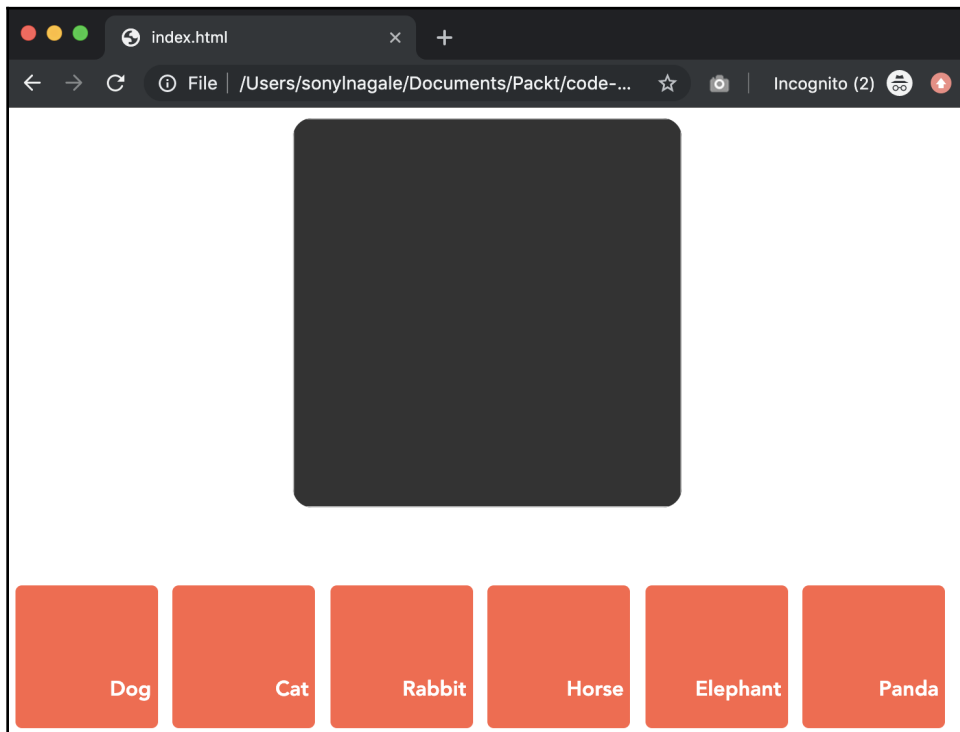 index.html
File /Users/sonylnagale/Documents/Packt/code-... Incognito (2)
Dog Cat Rabbit Horse Elephant Panda